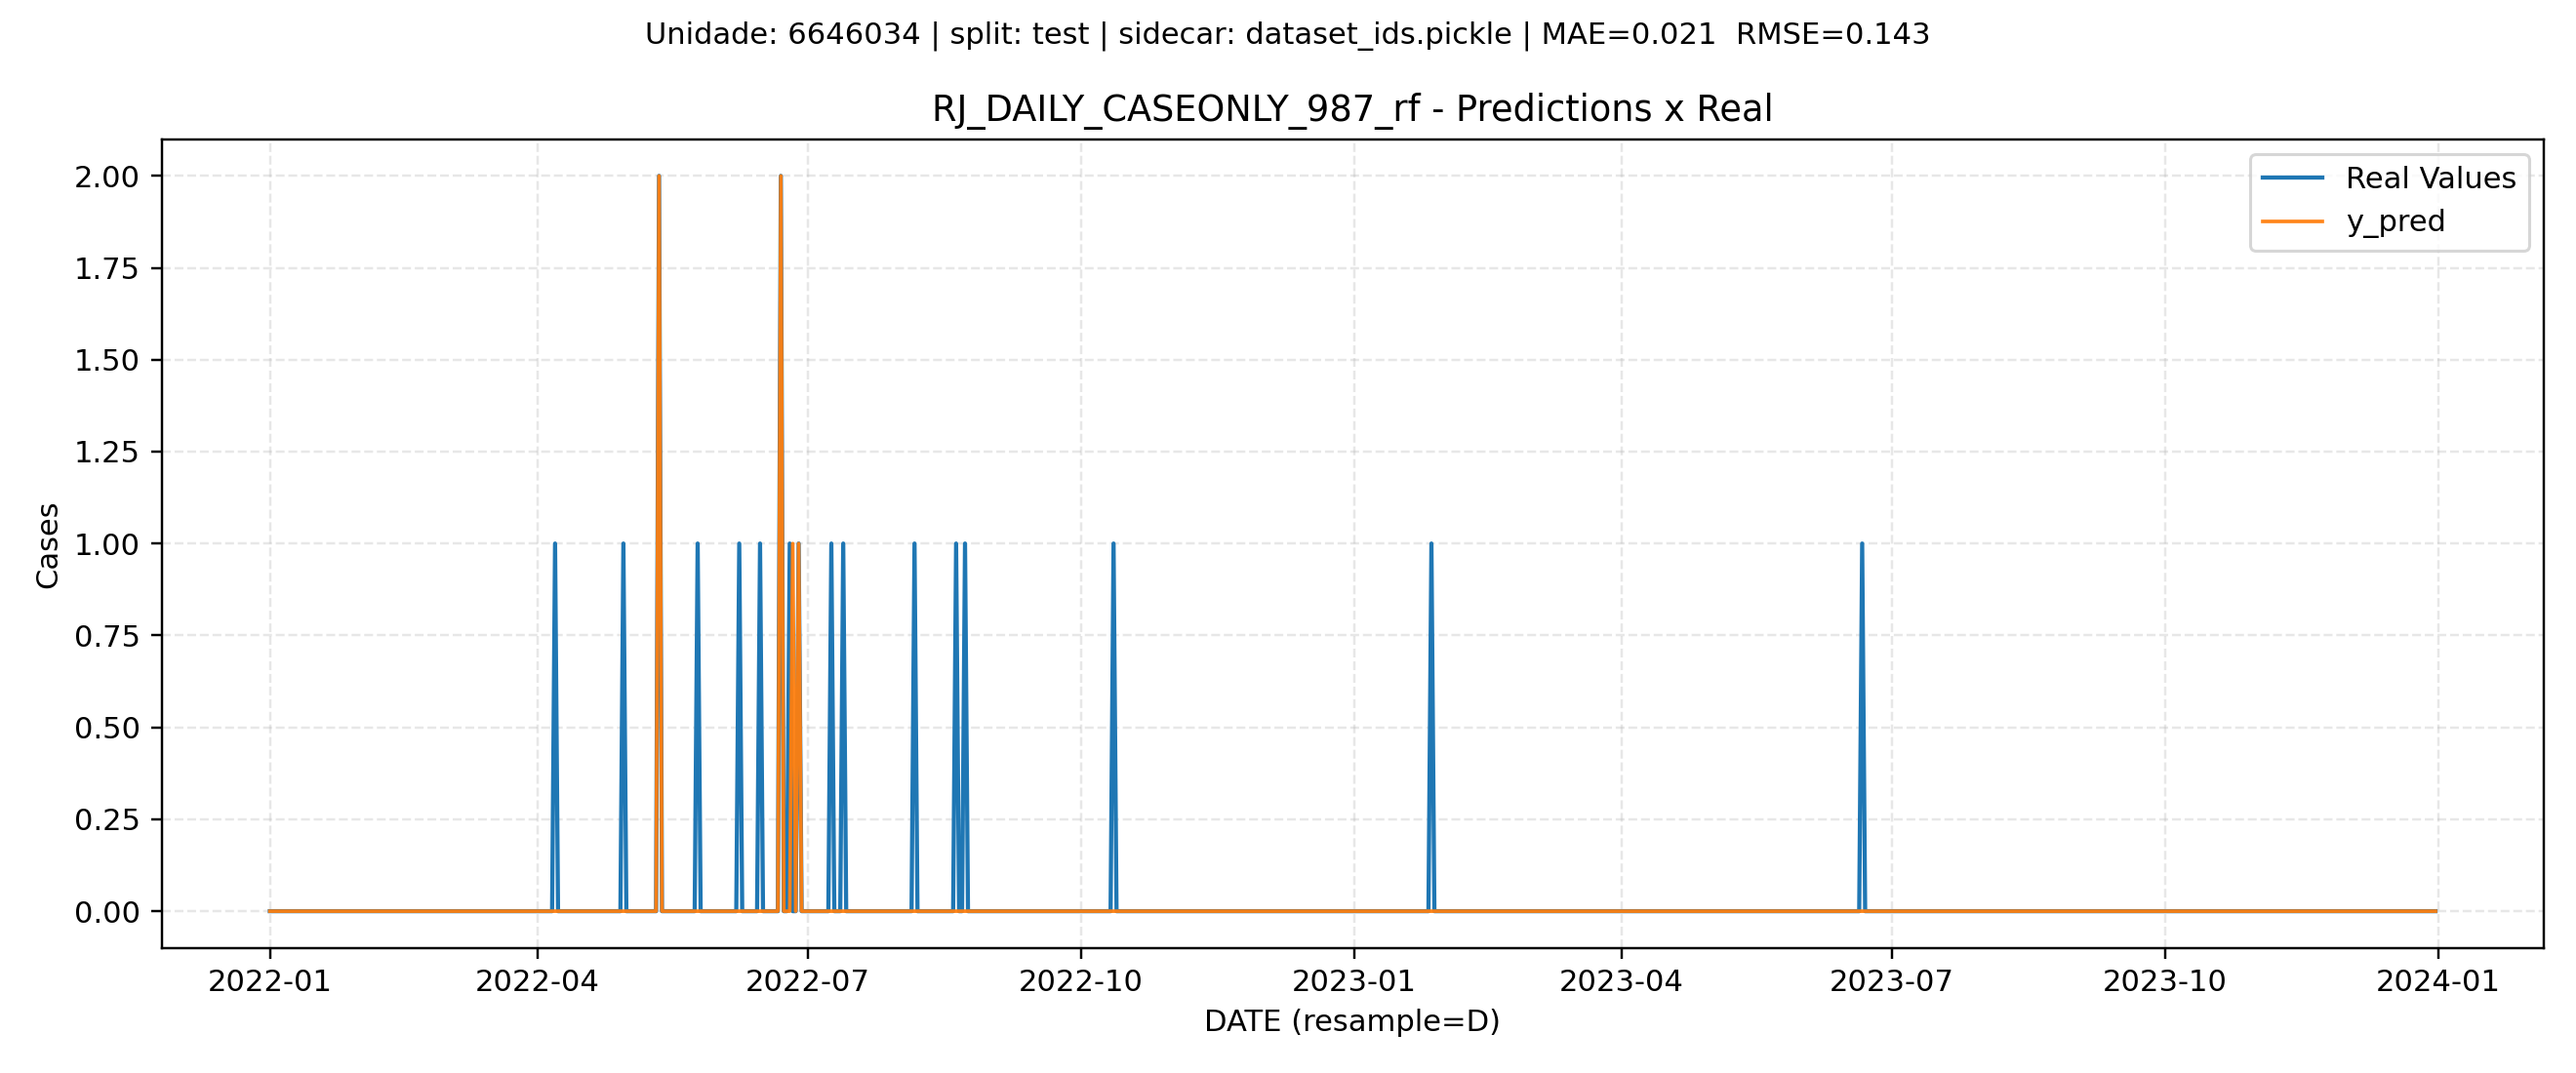 Unidade: 6646034 | split: test | sidecar: dataset_ids.pickle | MAE=0.021  RMSE=0.143
RJ_DAILY_CASEONLY_987_rf - Predictions x Real
Real Values
y_pred
Cases
2.00
1.75
1.50
1.25
1.00
0.75
0.50
0.25
0.00
2022-01 2022-04 2022-07 2022-10 2023-01 2023-04 2023-07 2023-10 2024-01
DATE (resample=D)